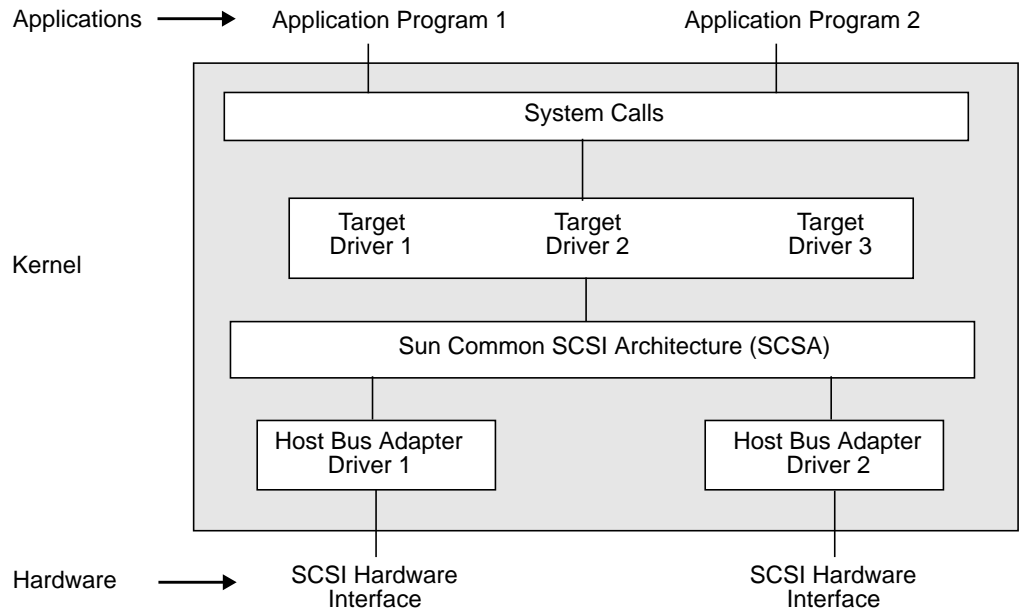 Applications
Application Program 1
Application Program 2
System Calls
Target
Driver 1
Target
Driver 2
Target
Driver 3
Kernel
Sun Common SCSI Architecture (SCSA)
Host Bus Adapter
Driver 1
Host Bus Adapter
Driver 2
Hardware
SCSI Hardware
Interface
SCSI Hardware
Interface